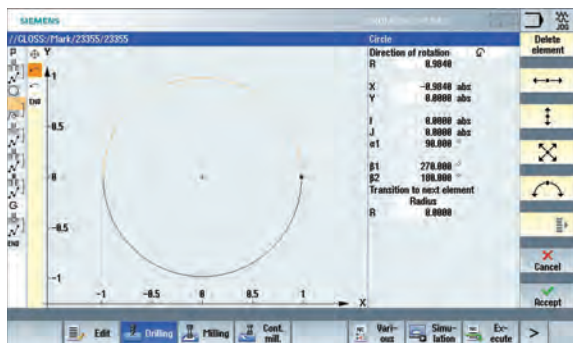 SIEMENS
JOG
//CLOSS:/Mark/23355/23355
Circle
Delete
element
P
Y
Direction of rotation
R 0.9840
X -0.9840 abs
Y 0.0000 abs
I 0.0000 abs
J 0.0000 abs
α1 90.000 °
β1 270.000 °
β2 180.000 °
Transition to next element
Radius
R 0.0000
END
G
END
1
0.5
0
-0.5
-1
-1 -0.5 0 0.5 1 X
Cancel
Accept
Edit
Drilling
Milling
Cont.
mill.
Vari-
ous
Simu-
lation
Ex-
ecute
>